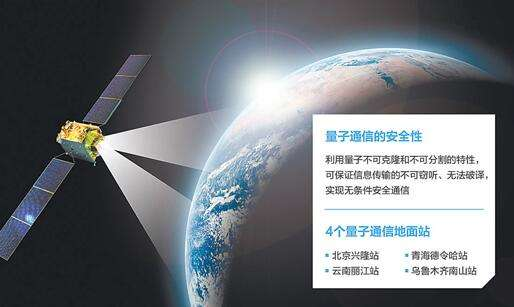 量子通信的安全性
利用量子不可克隆和不可分割的特性，
可保证信息传输的不可窃听、无法破译，
实现无条件安全通信
4个量子通信地面站
▪ 北京兴隆站 ▪ 青海德令哈站
▪ 云南丽江站 ▪ 乌鲁木齐南山站